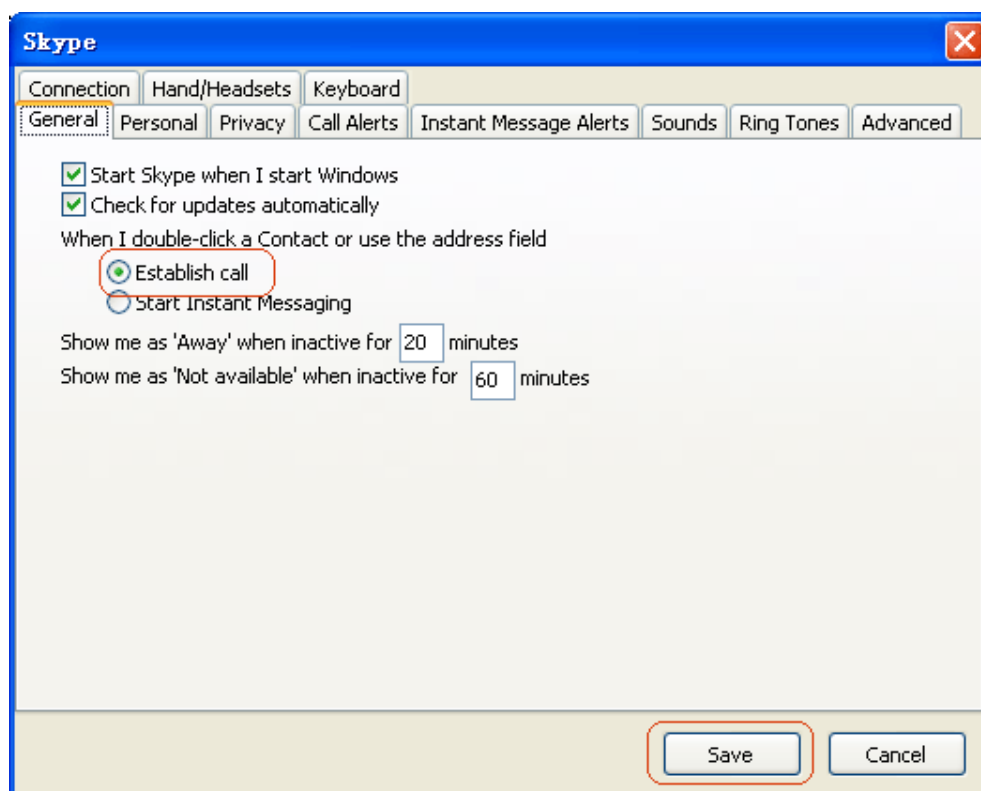 Skype
Connection Hand/Headsets Keyboard
General Personal Privacy Call Alerts Instant Message Alerts Sounds Ring Tones Advanced
Start Skype when I start Windows
Check for updates automatically
When I double-click a Contact or use the address field
Establish call
Start Instant Messaging
Show me as 'Away' when inactive for 20 minutes
Show me as 'Not available' when inactive for 60 minutes
Save Cancel